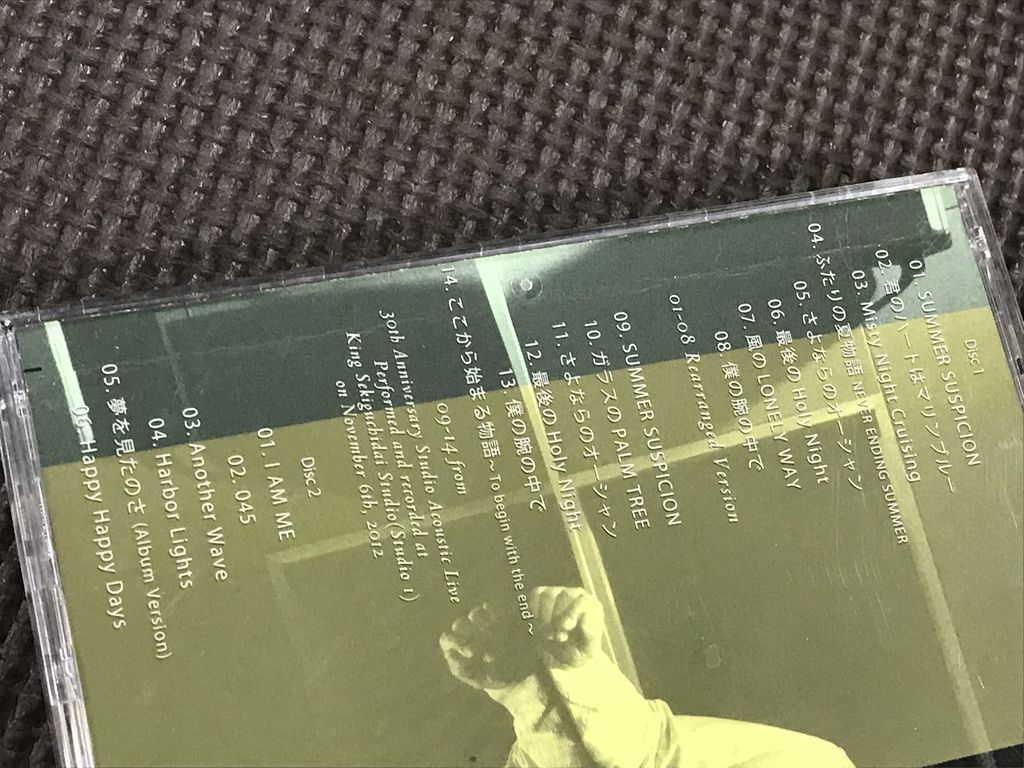 Disc 1
01. SUMMER SUSPICION
02. 君のハートはマリンブルー
03. Misty Night Cruising
04. ふたりの夏物語 NEVER ENDING SUMMER
05. さよならのオーシャン
06. 最後の Holy Night
07. 風の LONELY WAY
08. 僕の腕の中で
01-08 Rearranged Version
09. SUMMER SUSPICION
10. ガラスの PALM TREE
11. さよならのオーシャン
12. 最後の Holy Night
13. 僕の腕の中で
14. ここから始まる物語 ~ To begin with the end ~
09-14 from
30th Anniversary Studio Acoustic Live
Performed and recorded at
King Sekiguchidai Studio (Studio 1)
on November 6th, 2012
Disc 2
01. I AM ME
02. 045
03. Another Wave
04. Harbor Lights
05. 夢を見たのさ (Album Version)
06. Happy Happy Days